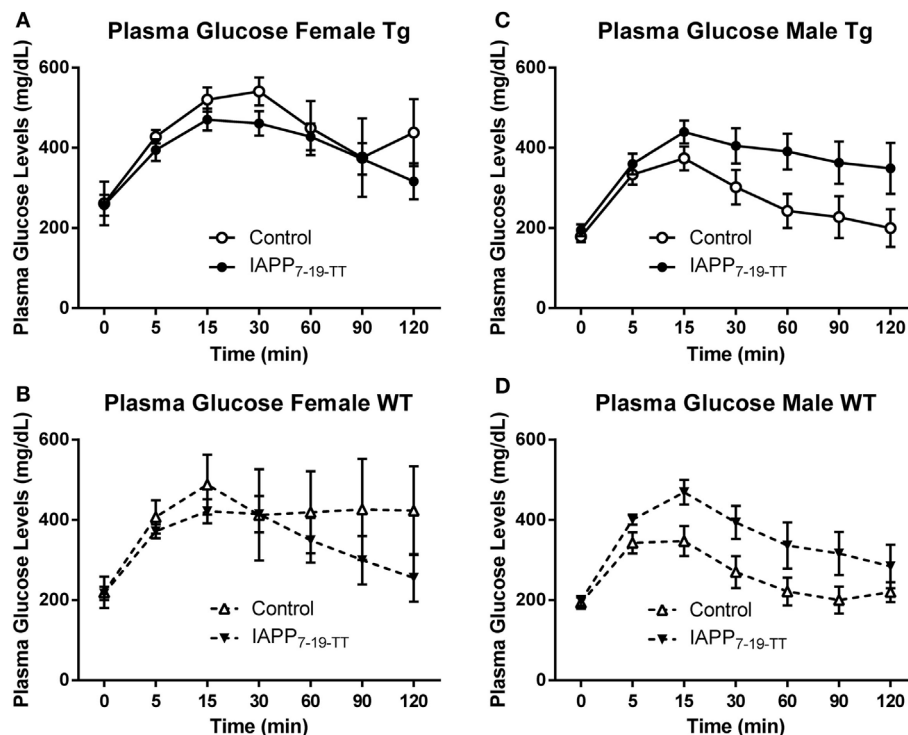 A
Plasma Glucose Female Tg
Plasma Glucose Levels (mg/dL)
600
400
200
0
Control
IAPP7-19-TT
0 5 15 30 60 90 120
Time (min)
C
Plasma Glucose Male Tg
Plasma Glucose Levels (mg/dL)
600
400
200
0
Control
IAPP7-19-TT
0 5 15 30 60 90 120
Time (min)
B
Plasma Glucose Female WT
Plasma Glucose Levels (mg/dL)
600
400
200
0
Control
IAPP7-19-TT
0 5 15 30 60 90 120
Time (min)
D
Plasma Glucose Male WT
Plasma Glucose Levels (mg/dL)
600
400
200
0
Control
IAPP7-19-TT
0 5 15 30 60 90 120
Time (min)